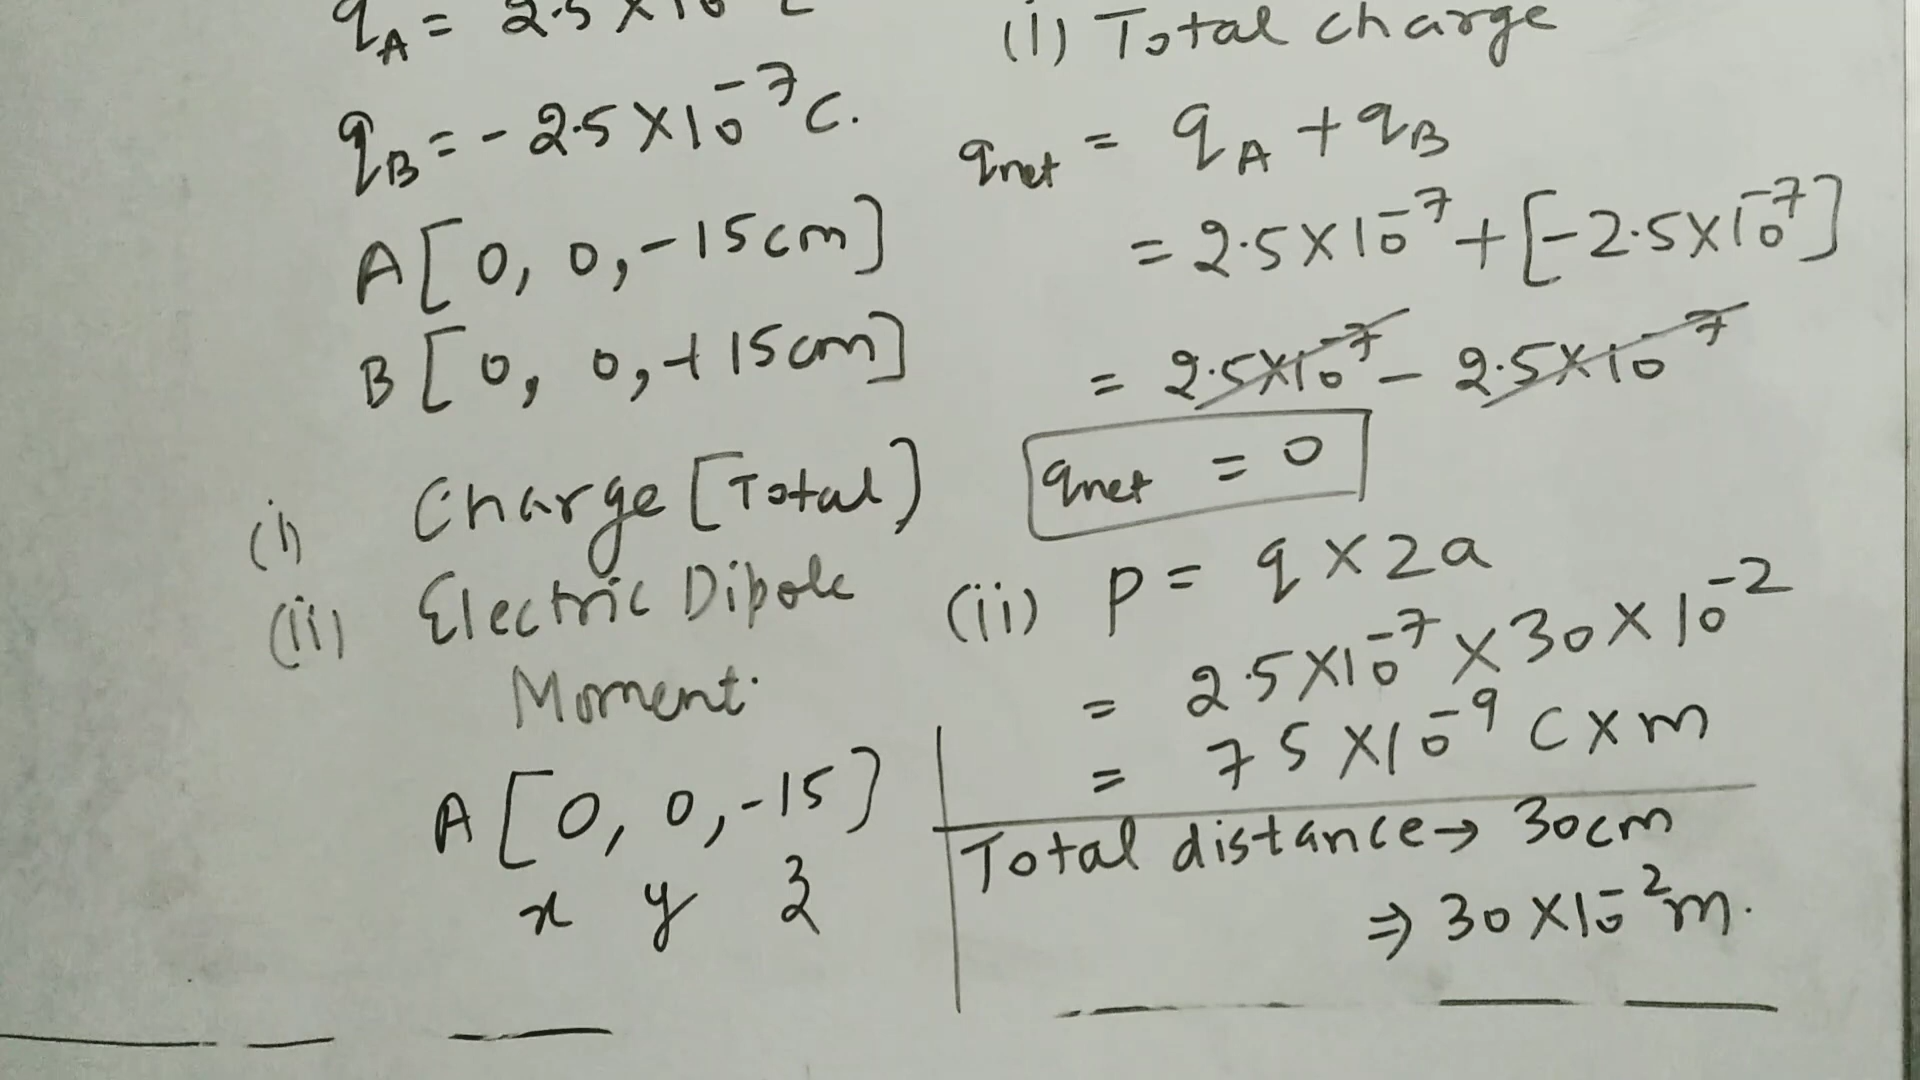 qA = 2.5 × 10
qB = - 2.5 × 10⁻⁷ C.
A [0, 0, -15cm]
B [0, 0, +15cm]
(i) Charge [Total]
(ii) Electric Dipole
Moment.
A [0, 0, -15]
x y z
(i) Total charge
qnet = qA + qB
= 2.5 × 10⁻⁷ + [-2.5 × 10⁻⁷]
= 2.5 × 10⁻⁷ - 2.5 × 10⁻⁷
qnet = 0
(ii) P = q × 2a
= 2.5 × 10⁻⁷ × 30 × 10⁻²
= 75 × 10⁻⁹ C × m
Total distance → 30cm
⇒ 30 × 10⁻² m.